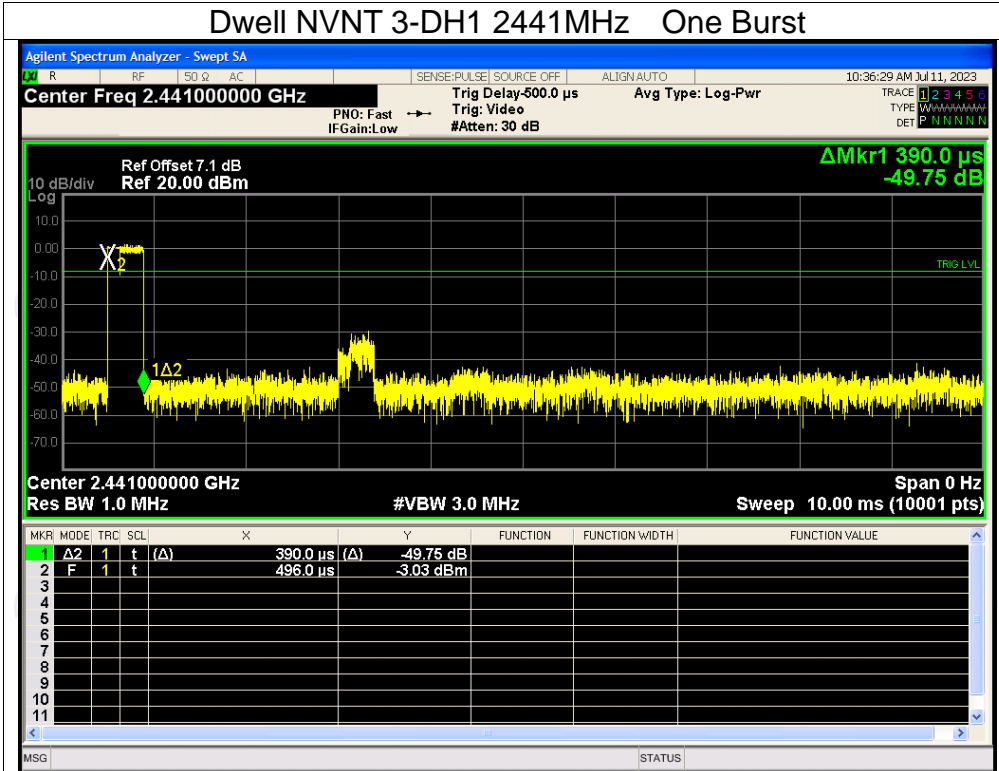 Dwell NVNT 3-DH1 2441MHz One Burst
Agilent Spectrum Analyzer - Swept SA
LXI R RF 50 Ω AC SENSE:PULSE SOURCE OFF ALIGNAUTO 10:36:29 AM Jul 11, 2023
Center Freq 2.441000000 GHz Trig Delay-500.0 µs Avg Type: Log-Pwr TRACE 1 2 3 4 5 6
PNO: Fast Trig: Video TYPE WWWWWW
IFGain:Low #Atten: 30 dB DET P N N N N N
ΔMkr1 390.0 µs
-49.75 dB
Ref Offset 7.1 dB
10 dB/div Ref 20.00 dBm
Log
10.0
0.00
X 2
TRIG LVL
-10.0
-20.0
-30.0
-40.0
1Δ2
-50.0
-60.0
-70.0
Center 2.441000000 GHz Span 0 Hz
Res BW 1.0 MHz #VBW 3.0 MHz Sweep 10.00 ms (10001 pts)
MKR MODE TRC SCL X Y FUNCTION FUNCTION WIDTH FUNCTION VALUE
1 Δ2 1 t (Δ) 390.0 µs (Δ) -49.75 dB
2 F 1 t 496.0 µs -3.03 dBm
3
4
5
6
7
8
9
10
11
MSG STATUS